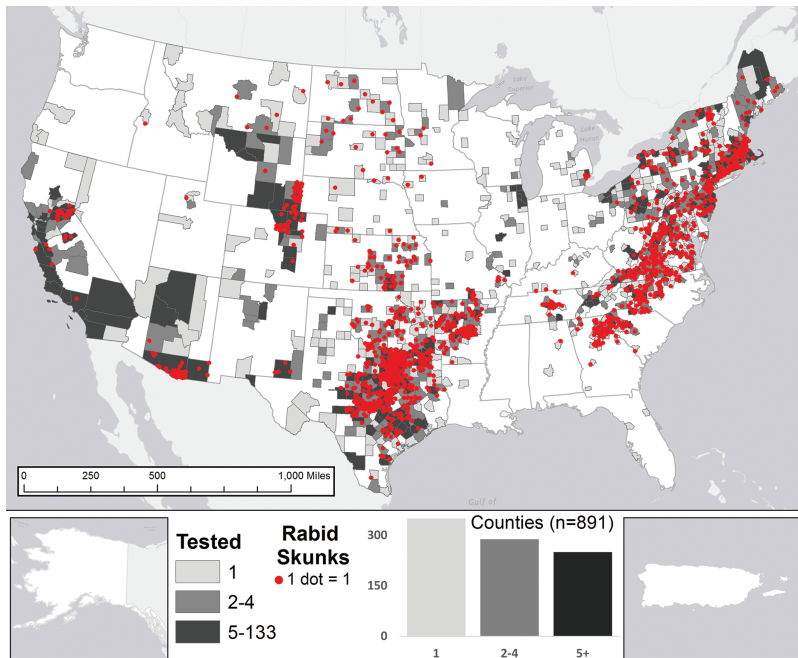 Lake
Superior
Lake
Huron
0 250 500 1,000 Miles
Gulf of
Tested
1
2-4
5-133
Rabid
Skunks
1 dot = 1
Counties (n=891)
300
150
0
1 2-4 5+